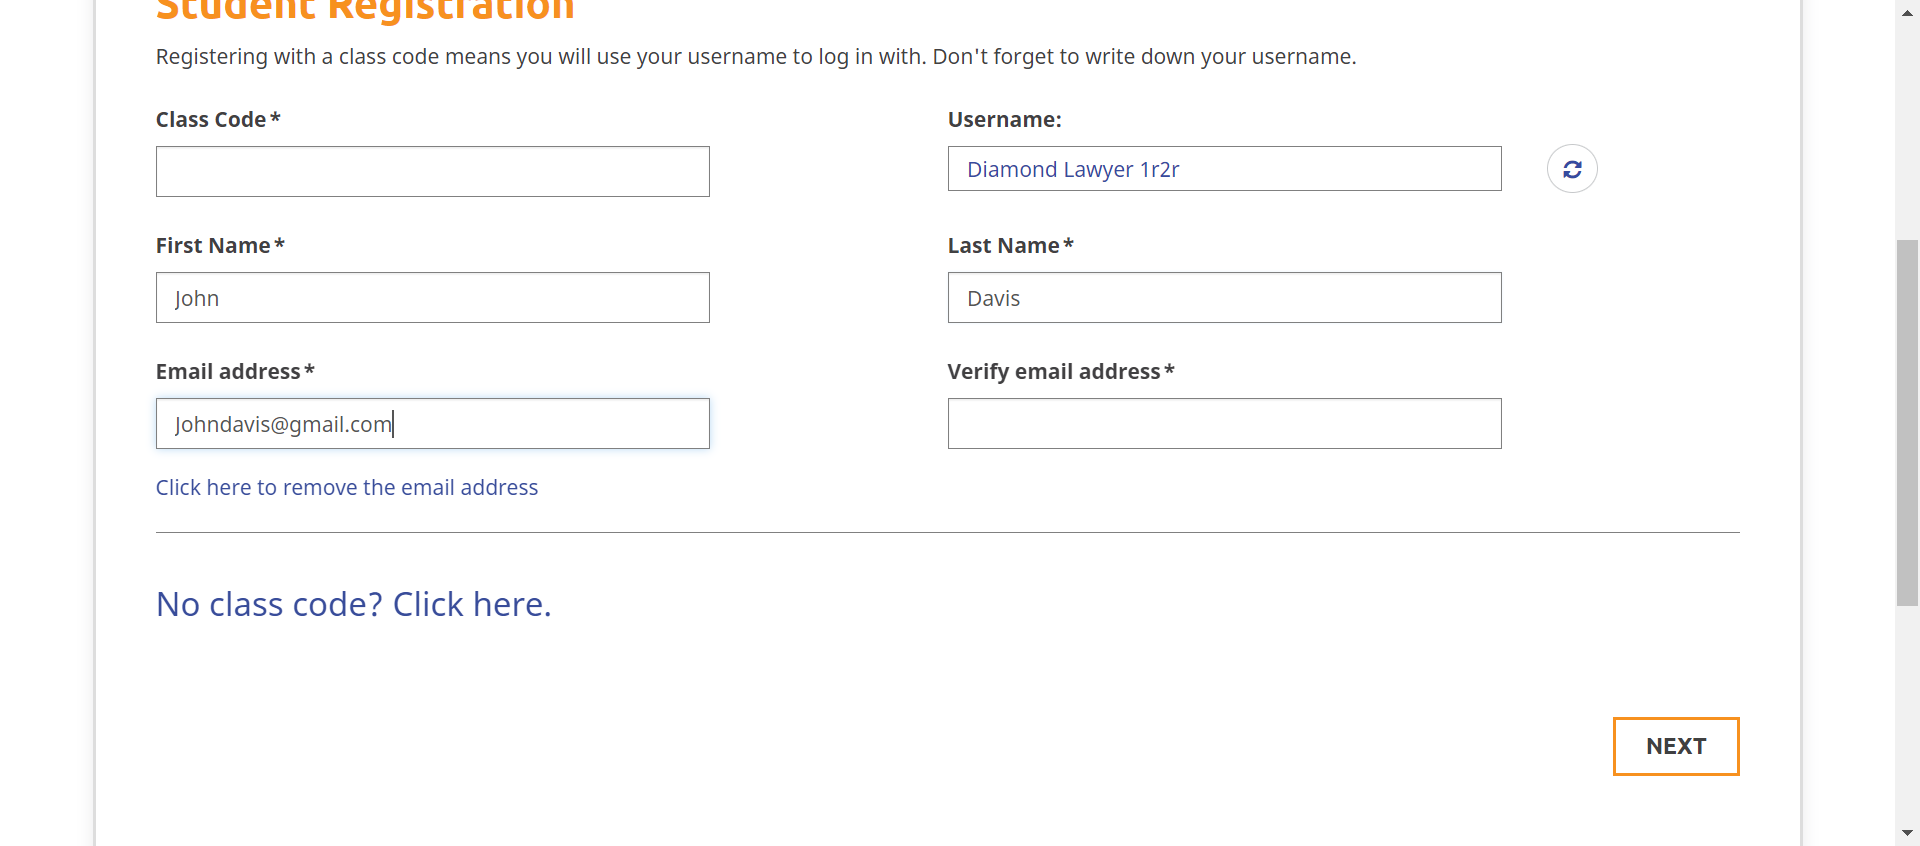 Student Registration
Registering with a class code means you will use your username to log in with. Don't forget to write down your username.
Class Code*
Username:
Diamond Lawyer 1r2r
First Name*
Last Name*
John
Davis
Email address*
Verify email address*
Johndavis@gmail.com
Click here to remove the email address
No class code? Click here.
NEXT